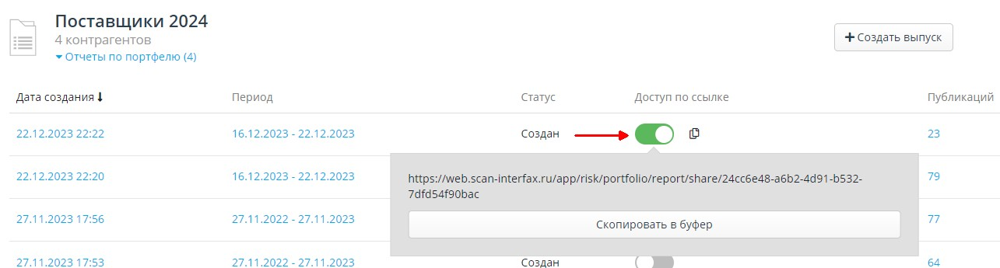 Поставщики 2024
4 контрагентов
Отчеты по портфелю (4)
Создать выпуск
Дата создания Период Статус Доступ по ссылке Публикаций
22.12.2023 22:22 16.12.2023 - 22.12.2023 Создан 23
22.12.2023 22:20 16.12.2023 - 22.12.2023 79
https://web.scan-interfax.ru/app/risk/portfolio/report/share/24cc6e48-a6b2-4d91-b532-
7dfd54f90bac
27.11.2023 17:56 27.11.2022 - 27.11.2023 77
Скопировать в буфер
27.11.2023 17:53 27.11.2022 - 27.11.2023 Создан 64